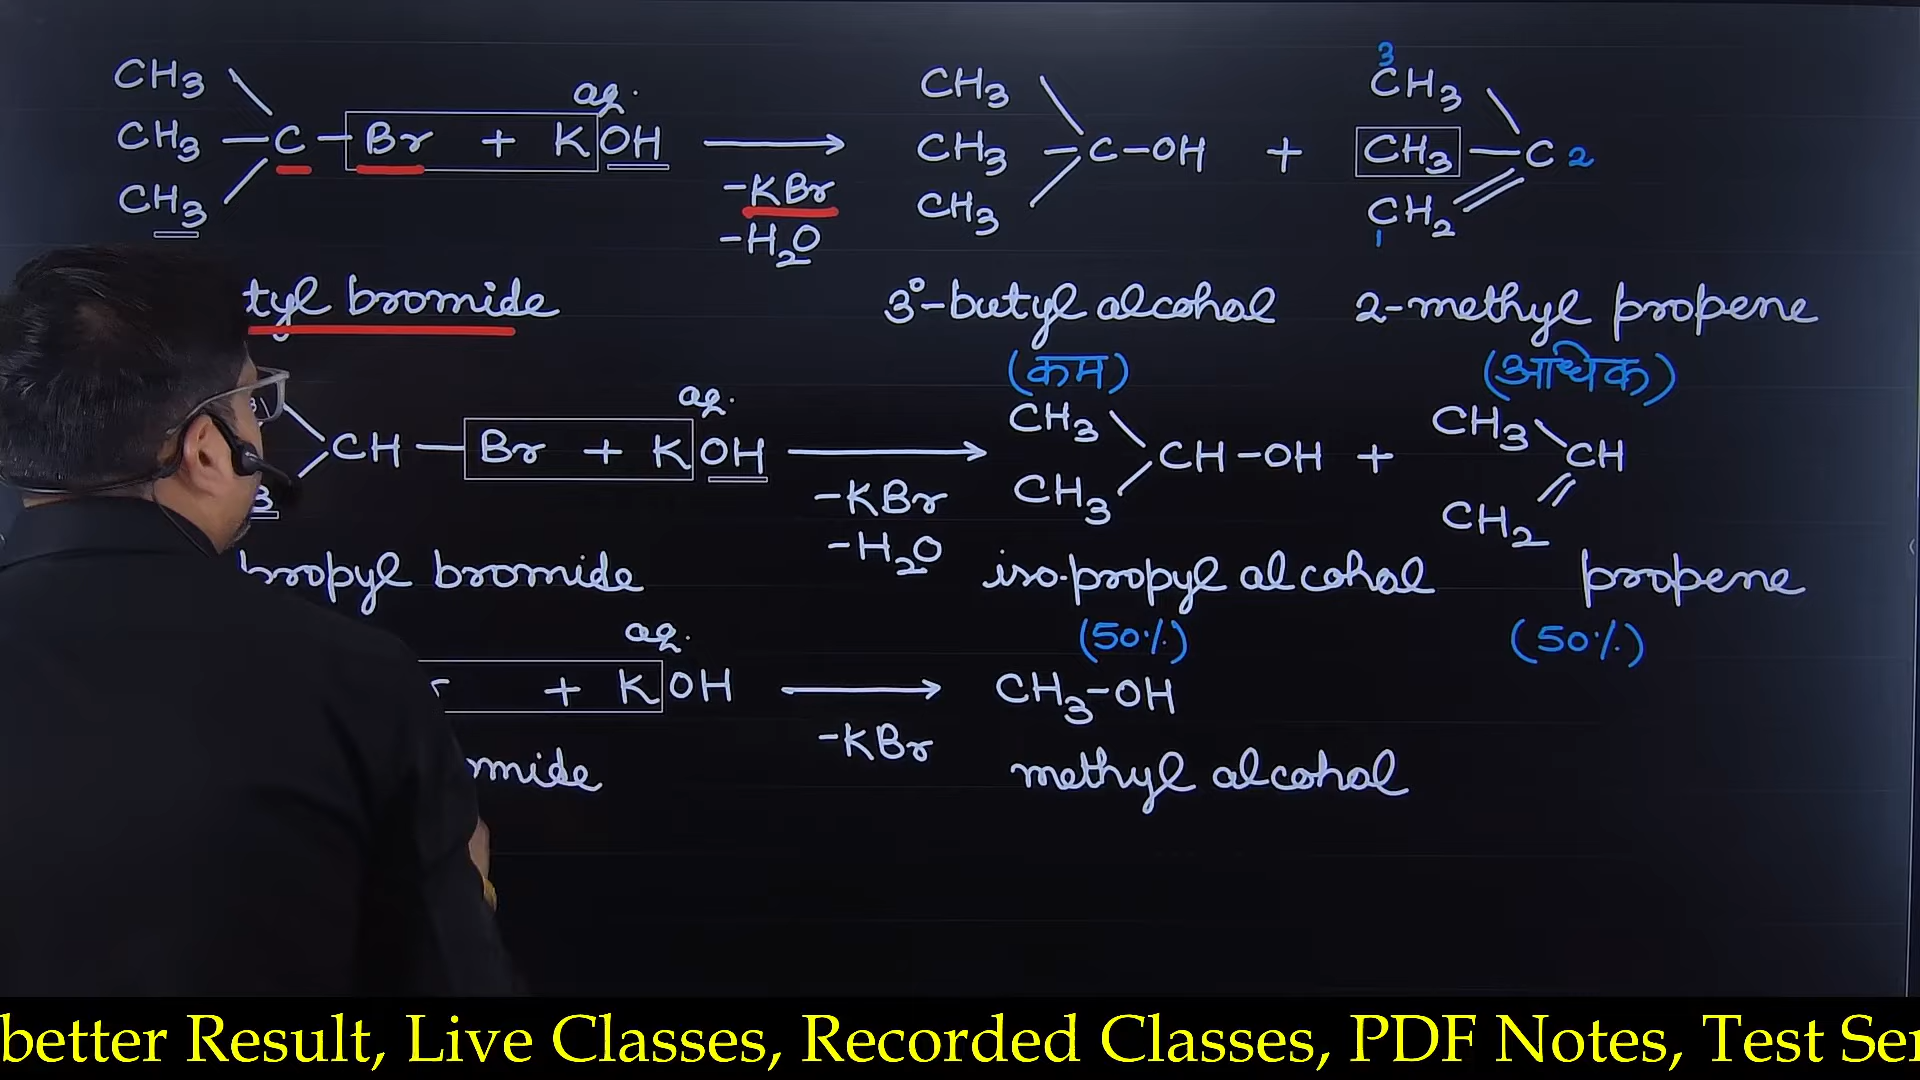 CH3 CH3 – C – Br + KOH aq. CH3 → -KBr -H2O CH3 CH3 – C – OH CH3 + 3 CH3 CH3 – C 2 CH2 1
tyl bromide 3°-butyl alcohol 2-methyl propene
(कम) (अधिक)
3 3 CH – Br + KOH aq. → -KBr -H2O CH3 CH3 CH – OH + CH3 CH CH2
propyl bromide iso-propyl alcohol propene
(50%) (50%)
+ KOH aq. → -KBr CH3 – OH
mide methyl alcohol
better Result, Live Classes, Recorded Classes, PDF Notes, Test Ser